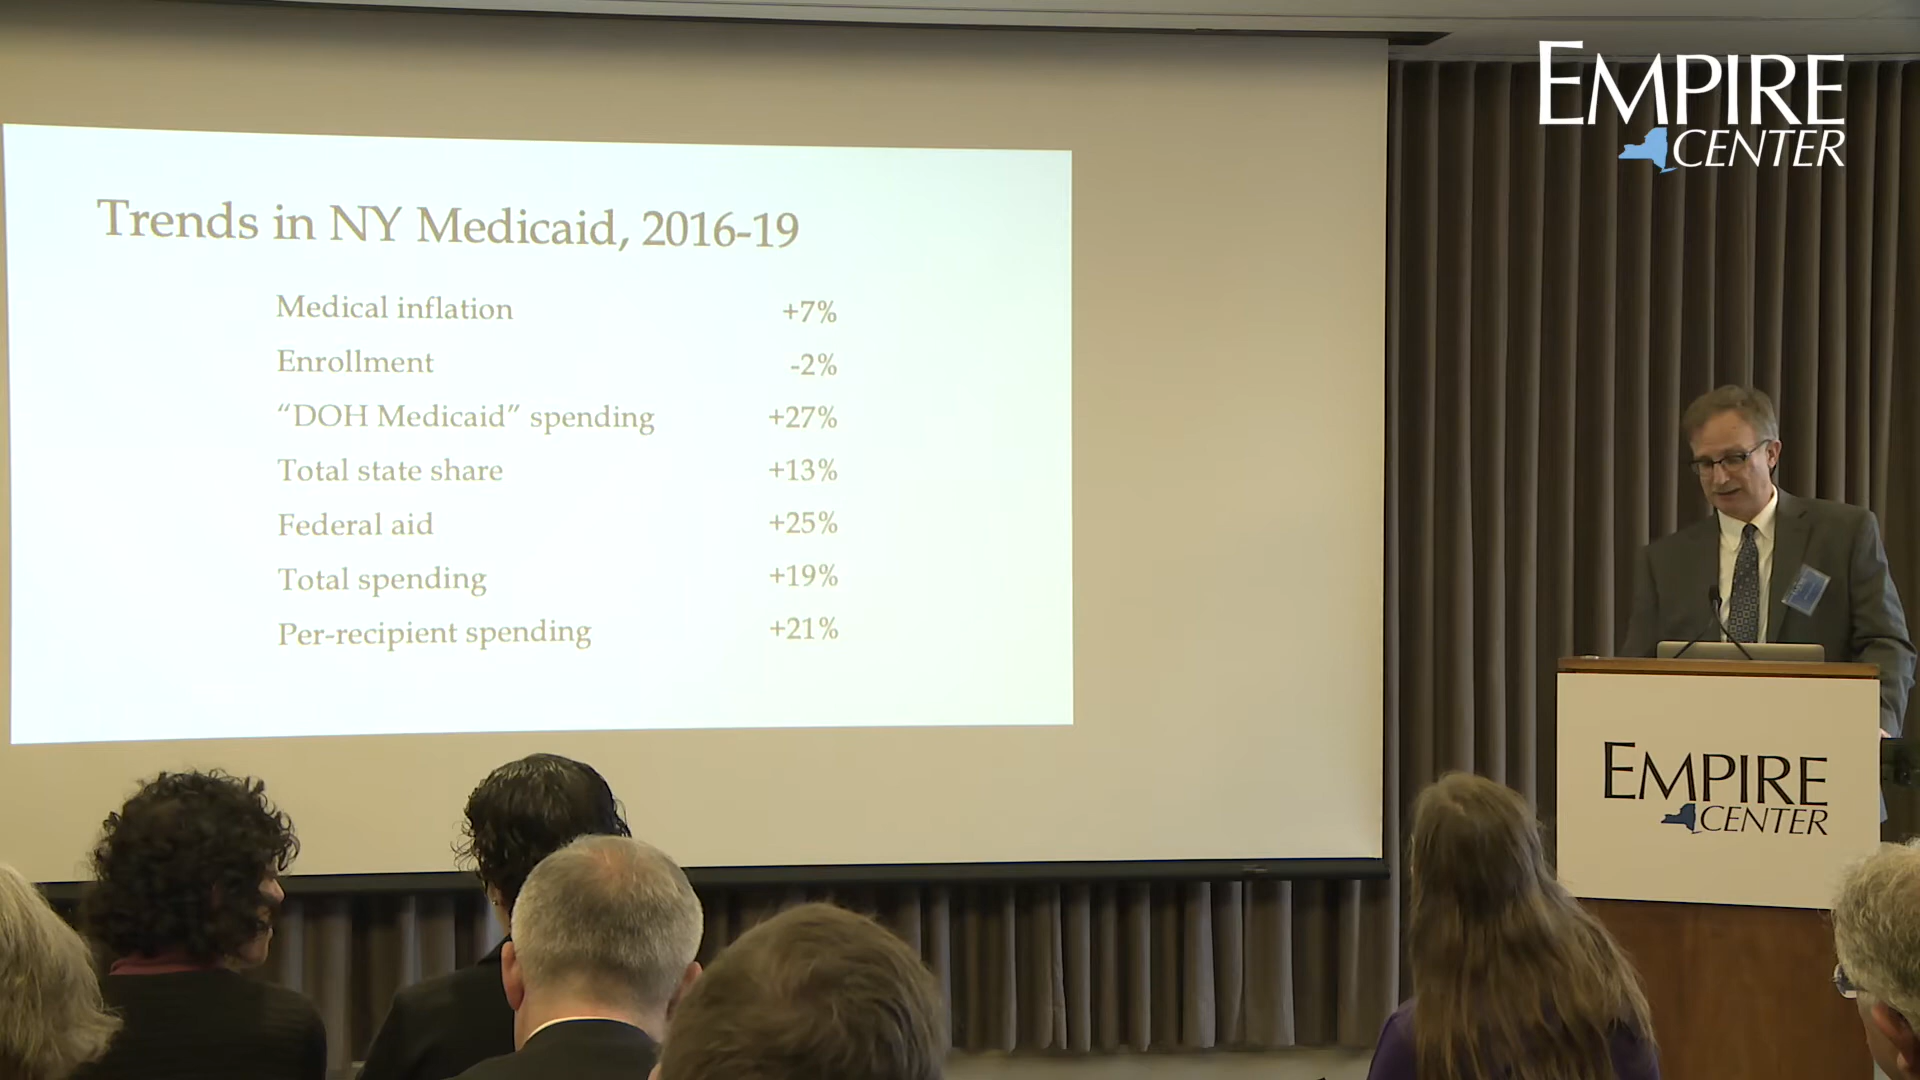 EMPIRE
CENTER
Trends in NY Medicaid, 2016-19
Medical inflation +7%
Enrollment -2%
“DOH Medicaid” spending +27%
Total state share +13%
Federal aid +25%
Total spending +19%
Per-recipient spending +21%
EMPIRE
CENTER